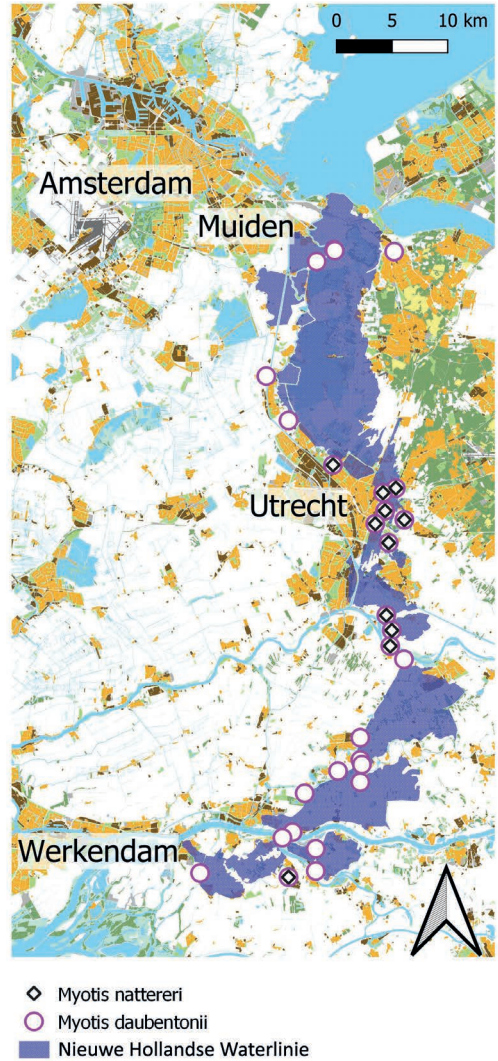 0 5 10 km
Amsterdam
Muiden
Utrecht
Werkendam
Myotis nattereri
Myotis daubentonii
Nieuwe Hollandse Waterlinie